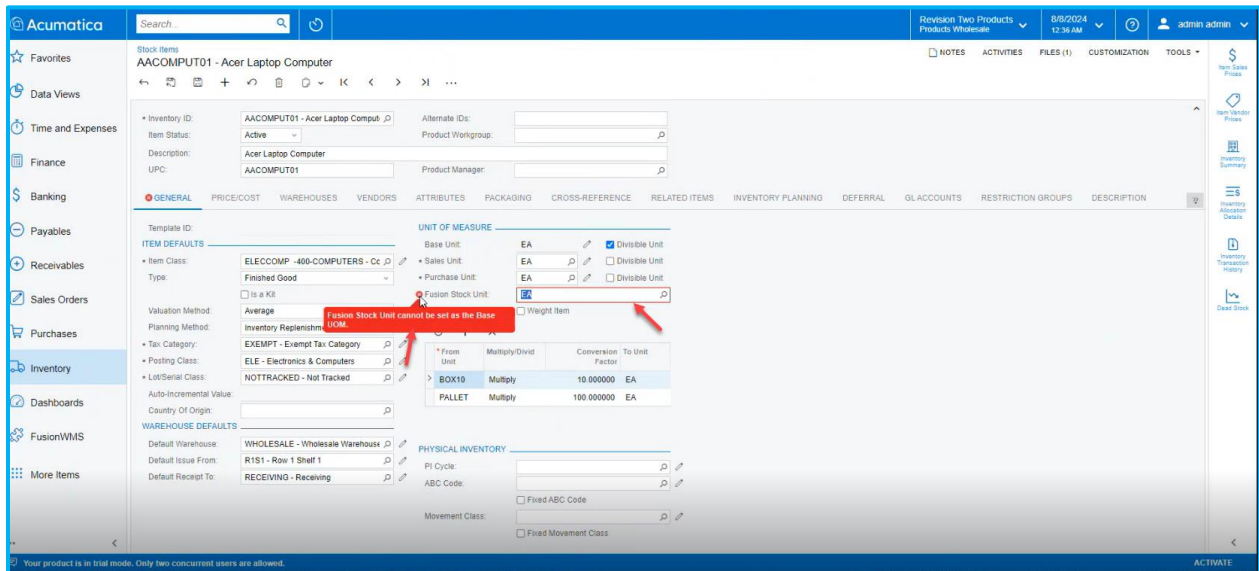 Acumatica
Search...
Revision Two Products
Products Wholesale
8/8/2024
12:36 AM
admin admin
Favorites
Data Views
Time and Expenses
Finance
Banking
Payables
Receivables
Sales Orders
Purchases
Inventory
Dashboards
FusionWMS
More Items
Stock Items
AACOMPUT01 - Acer Laptop Computer
NOTES ACTIVITIES FILES (1) CUSTOMIZATION TOOLS
Inventory ID: AACOMPUT01 - Acer Laptop Comput Alternate IDs:
Item Status: Active Product Workgroup:
Description: Acer Laptop Computer
UPC: AACOMPUT01 Product Manager:
GENERAL PRICE/COST WAREHOUSES VENDORS ATTRIBUTES PACKAGING CROSS-REFERENCE RELATED ITEMS INVENTORY PLANNING DEFERRAL GL ACCOUNTS RESTRICTION GROUPS DESCRIPTION
Template ID:
ITEM DEFAULTS
* Item Class: ELECCOMP -400-COMPUTERS - Cc
Type: Finished Good
Is a Kit
Valuation Method: Average
Planning Method: Inventory Replenishm
* Tax Category: EXEMPT - Exempt Tax Category
* Posting Class: ELE - Electronics & Computers
* Lot/Serial Class: NOTTRACKED - Not Tracked
Auto-Incremental Value:
Country Of Origin:
WAREHOUSE DEFAULTS
Default Warehouse: WHOLESALE - Wholesale Warehouse
Default Issue From: R1S1 - Row 1 Shelf 1
Default Receipt To: RECEIVING - Receiving
UNIT OF MEASURE
Base Unit: EA Divisible Unit
* Sales Unit: EA Divisible Unit
* Purchase Unit: EA Divisible Unit
Fusion Stock Unit: EA
Weight Item
Fusion Stock Unit cannot be set as the Base
UOM.
* From Unit Multiply/Divid Conversion Factor To Unit
BOX10 Multiply 10.000000 EA
PALLET Multiply 100.000000 EA
PHYSICAL INVENTORY
PI Cycle:
ABC Code:
Fixed ABC Code
Movement Class:
Fixed Movement Class
Item Sales
Prices
Item Vendor
Prices
Inventory
Summary
Inventory
Allocation
Details
Inventory
Transaction
History
Dead Stock
Your product is in trial mode. Only two concurrent users are allowed.
ACTIVATE